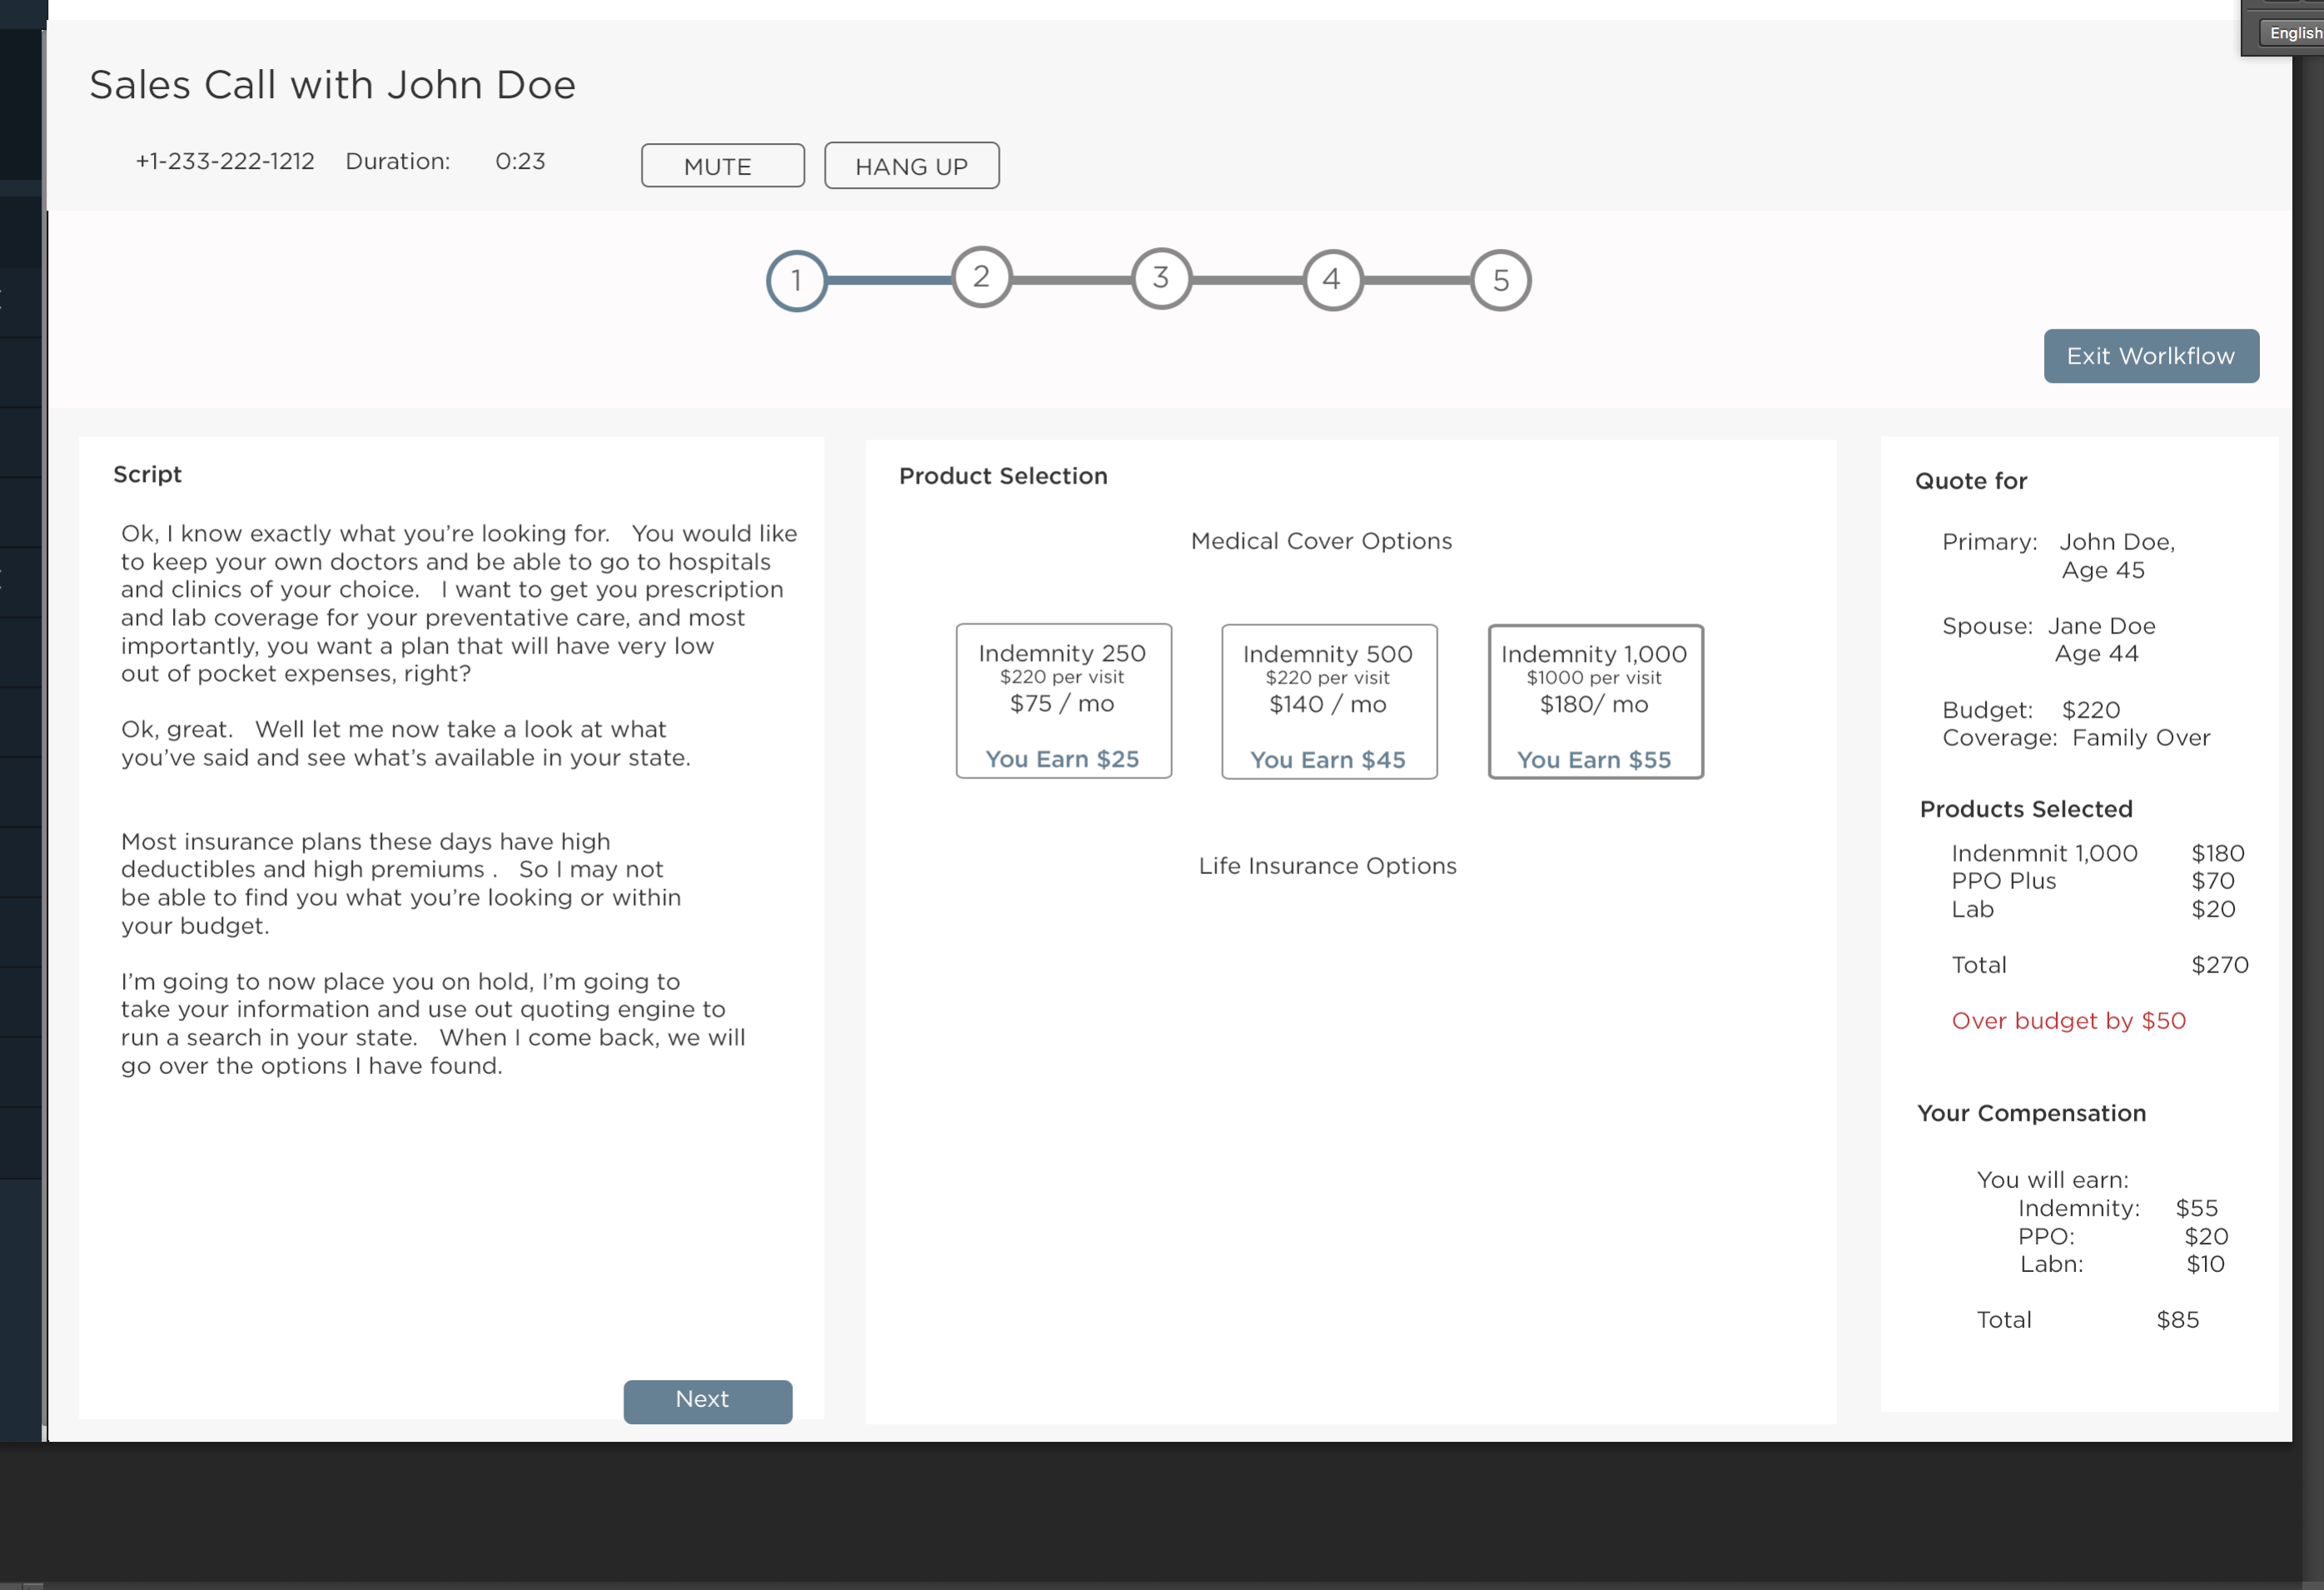 English
Sales Call with John Doe
+1-233-222-1212 Duration: 0:23 MUTE HANG UP
1 2 3 4 5
Exit Worlkflow
Script
Ok, I know exactly what you’re looking for. You would like
to keep your own doctors and be able to go to hospitals
and clinics of your choice. I want to get you prescription
and lab coverage for your preventative care, and most
importantly, you want a plan that will have very low
out of pocket expenses, right?
Ok, great. Well let me now take a look at what
you’ve said and see what’s available in your state.
Most insurance plans these days have high
deductibles and high premiums . So I may not
be able to find you what you’re looking or within
your budget.
I’m going to now place you on hold, I’m going to
take your information and use out quoting engine to
run a search in your state. When I come back, we will
go over the options I have found.
Next
Product Selection
Medical Cover Options
Indemnity 250
$220 per visit
$75 / mo
You Earn $25
Indemnity 500
$220 per visit
$140 / mo
You Earn $45
Indemnity 1,000
$1000 per visit
$180/ mo
You Earn $55
Life Insurance Options
Quote for
Primary: John Doe,
Age 45
Spouse: Jane Doe
Age 44
Budget: $220
Coverage: Family Over
Products Selected
Indenmnit 1,000 $180
PPO Plus $70
Lab $20
Total $270
Over budget by $50
Your Compensation
You will earn:
Indemnity: $55
PPO: $20
Labn: $10
Total $85